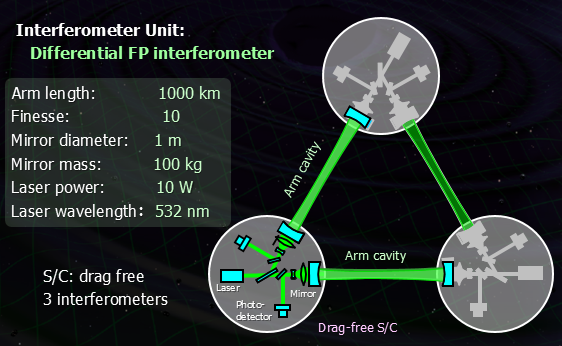 Interferometer Unit:
Differential FP interferometer
Arm length: 1000 km
Finesse: 10
Mirror diameter: 1 m
Mirror mass: 100 kg
Laser power: 10 W
Laser wavelength: 532 nm
S/C: drag free
3 interferometers
Arm cavity
Arm cavity
Laser
Photo-
detector
Mirror
Drag-free S/C